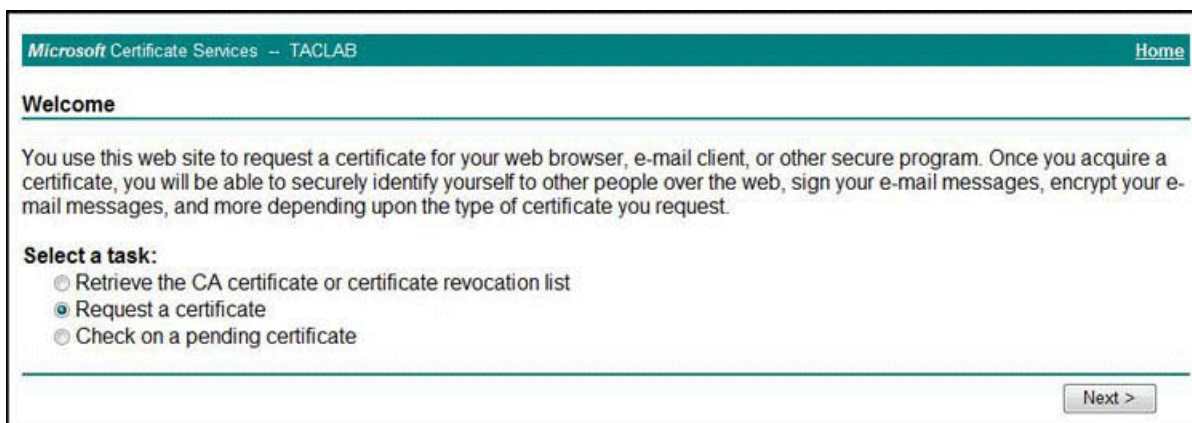 Microsoft Certificate Services -- TACLAB Home
Welcome
You use this web site to request a certificate for your web browser, e-mail client, or other secure program. Once you acquire a
certificate, you will be able to securely identify yourself to other people over the web, sign your e-mail messages, encrypt your e-
mail messages, and more depending upon the type of certificate you request.
Select a task:
Retrieve the CA certificate or certificate revocation list
Request a certificate
Check on a pending certificate
Next >